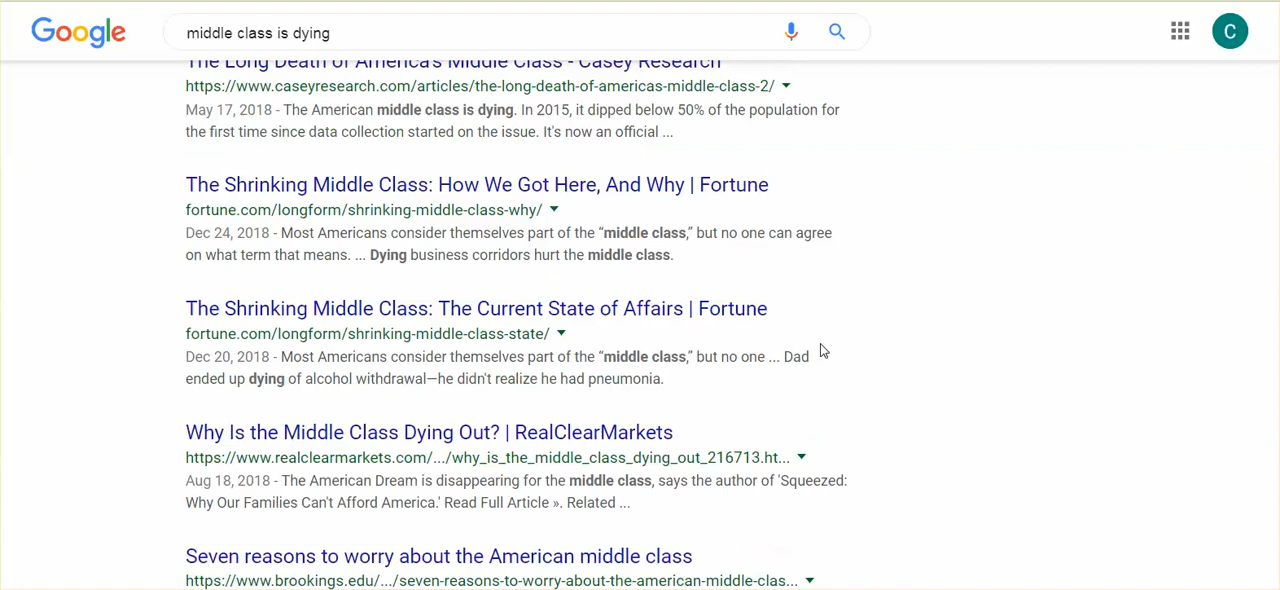 Google
middle class is dying
C
The Long Death of America's Middle Class - Casey Research
https://www.caseyresearch.com/articles/the-long-death-of-americas-middle-class-2/
May 17, 2018 - The American middle class is dying. In 2015, it dipped below 50% of the population for
the first time since data collection started on the issue. It's now an official ...
The Shrinking Middle Class: How We Got Here, And Why | Fortune
fortune.com/longform/shrinking-middle-class-why/
Dec 24, 2018 - Most Americans consider themselves part of the “middle class,” but no one can agree
on what term that means. ... Dying business corridors hurt the middle class.
The Shrinking Middle Class: The Current State of Affairs | Fortune
fortune.com/longform/shrinking-middle-class-state/
Dec 20, 2018 - Most Americans consider themselves part of the “middle class,” but no one ... Dad
ended up dying of alcohol withdrawal—he didn't realize he had pneumonia.
Why Is the Middle Class Dying Out? | RealClearMarkets
https://www.realclearmarkets.com/.../why_is_the_middle_class_dying_out_216713.ht...
Aug 18, 2018 - The American Dream is disappearing for the middle class, says the author of 'Squeezed:
Why Our Families Can't Afford America.' Read Full Article ». Related ...
Seven reasons to worry about the American middle class
https://www.brookings.edu/.../seven-reasons-to-worry-about-the-american-middle-clas...